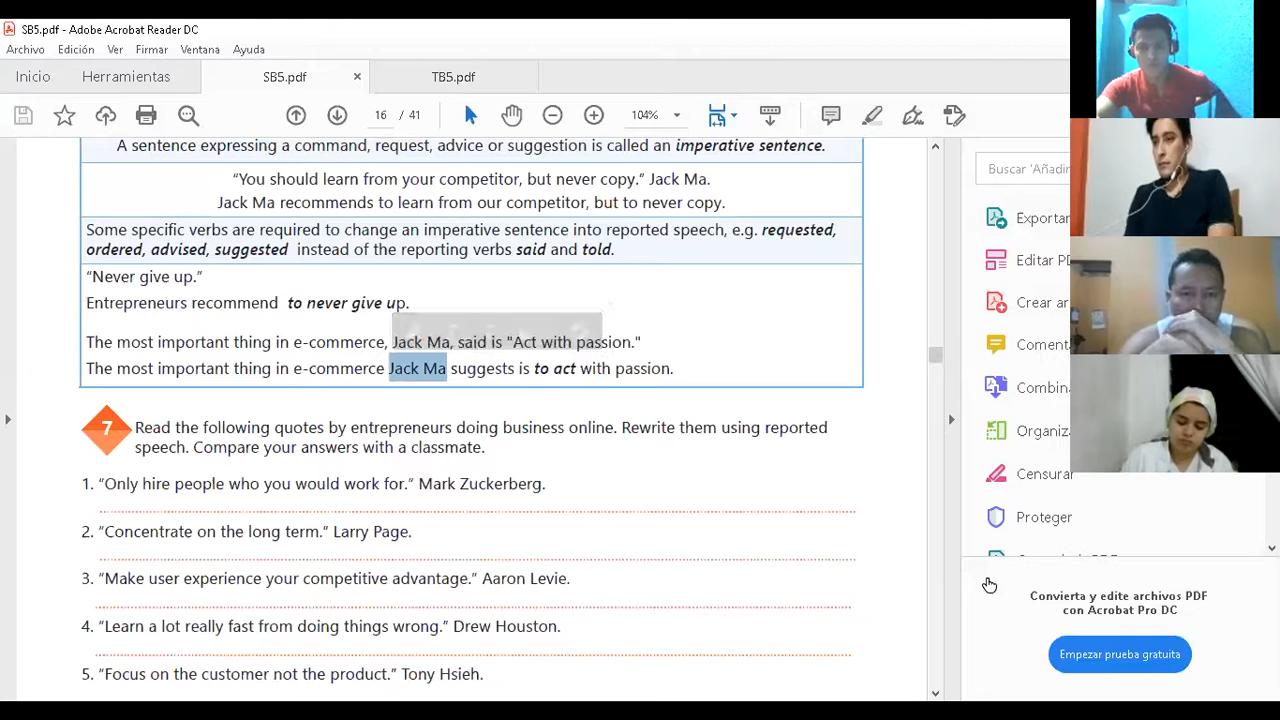 SB5.pdf - Adobe Acrobat Reader DC
Archivo Edición Ver Firmar Ventana Ayuda
Inicio Herramientas SB5.pdf × TB5.pdf
16 / 41 104%
A sentence expressing a command, request, advice or suggestion is called an imperative sentence.
“You should learn from your competitor, but never copy.” Jack Ma.
Jack Ma recommends to learn from our competitor, but to never copy.
Some specific verbs are required to change an imperative sentence into reported speech, e.g. requested,
ordered, advised, suggested instead of the reporting verbs said and told.
“Never give up.”
Entrepreneurs recommend to never give up.
The most important thing in e-commerce, Jack Ma, said is "Act with passion."
The most important thing in e-commerce Jack Ma suggests is to act with passion.
7 Read the following quotes by entrepreneurs doing business online. Rewrite them using reported
speech. Compare your answers with a classmate.
1. “Only hire people who you would work for.” Mark Zuckerberg.
2. “Concentrate on the long term.” Larry Page.
3. “Make user experience your competitive advantage.” Aaron Levie.
4. “Learn a lot really fast from doing things wrong.” Drew Houston.
5. “Focus on the customer not the product.” Tony Hsieh.
Buscar 'Añadir
Exportar
Editar PD
Crear ar
Coment
Combin
Organiz
Censurar
Proteger
Convierta y edite archivos PDF
con Acrobat Pro DC
Empezar prueba gratuita